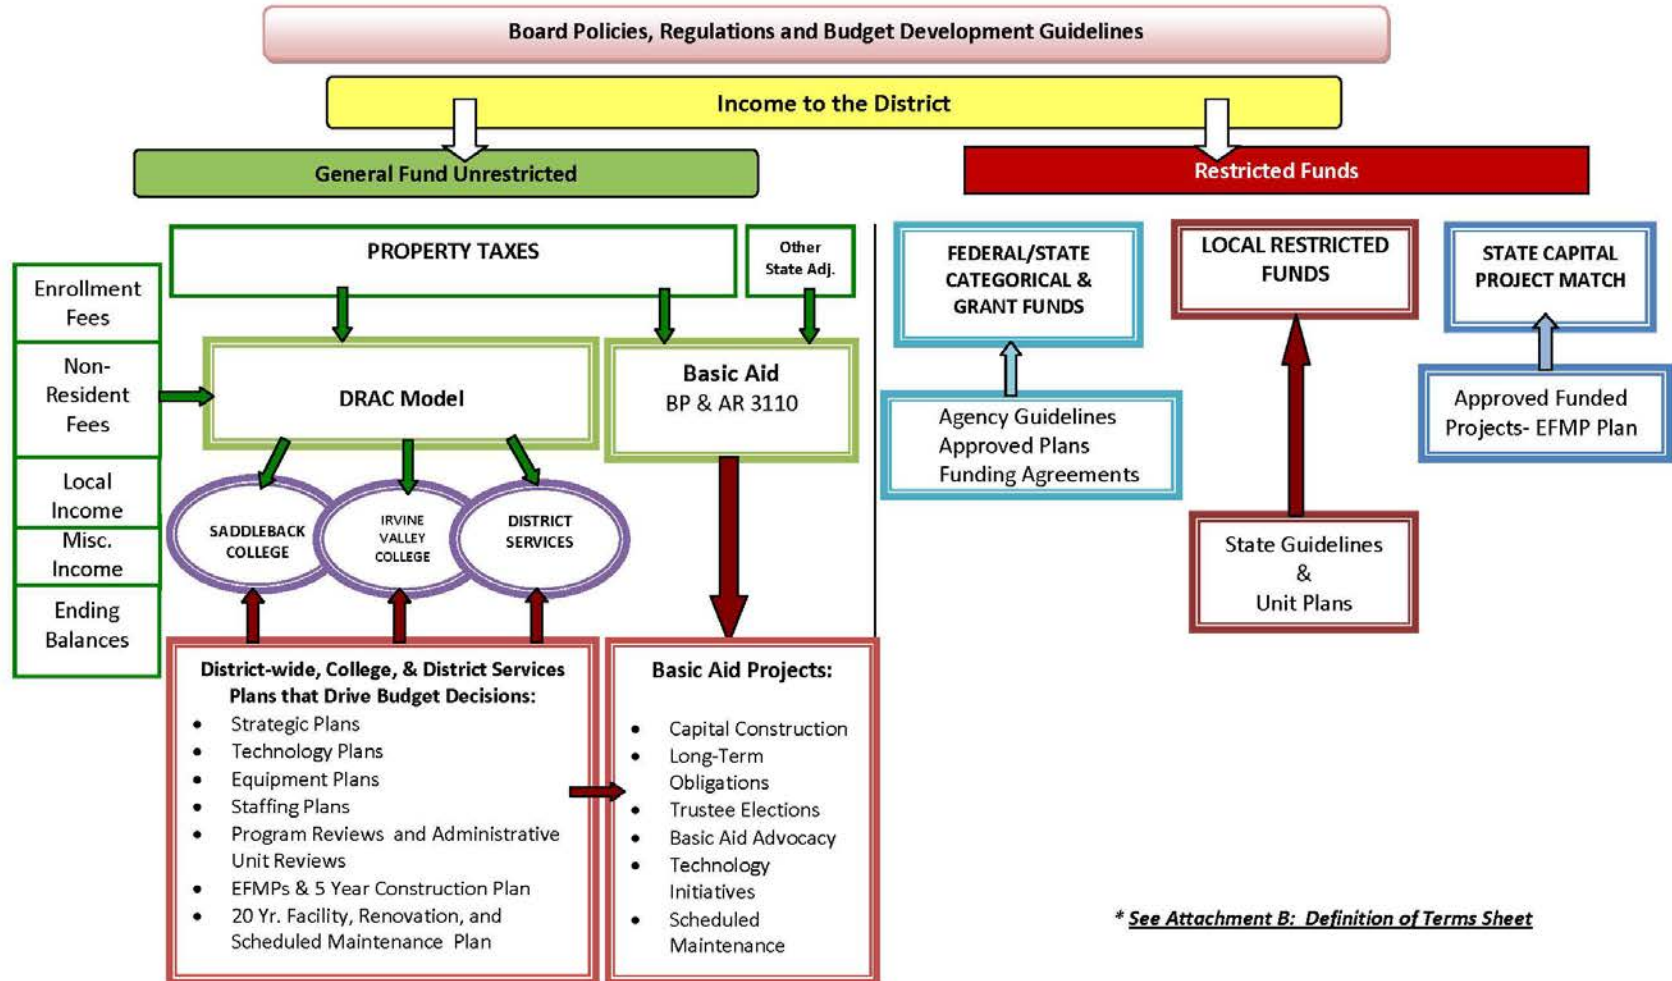 Board Policies, Regulations and Budget Development Guidelines
Income to the District
General Fund Unrestricted
Restricted Funds
PROPERTY TAXES
Other
State Adj.
Enrollment
Fees
Non-
Resident
Fees
Local
Income
Misc.
Income
Ending
Balances
DRAC Model
Basic Aid
BP & AR 3110
SADDLEBACK
COLLEGE
IRVINE
VALLEY
COLLEGE
DISTRICT
SERVICES
District-wide, College, & District Services
Plans that Drive Budget Decisions:
• Strategic Plans
• Technology Plans
• Equipment Plans
• Staffing Plans
• Program Reviews and Administrative
Unit Reviews
• EFMPs & 5 Year Construction Plan
• 20 Yr. Facility, Renovation, and
Scheduled Maintenance Plan
Basic Aid Projects:
• Capital Construction
• Long-Term
Obligations
• Trustee Elections
• Basic Aid Advocacy
• Technology
Initiatives
• Scheduled
Maintenance
FEDERAL/STATE
CATEGORICAL &
GRANT FUNDS
Agency Guidelines
Approved Plans
Funding Agreements
LOCAL RESTRICTED
FUNDS
State Guidelines
&
Unit Plans
STATE CAPITAL
PROJECT MATCH
Approved Funded
Projects- EFMP Plan
* See Attachment B: Definition of Terms Sheet